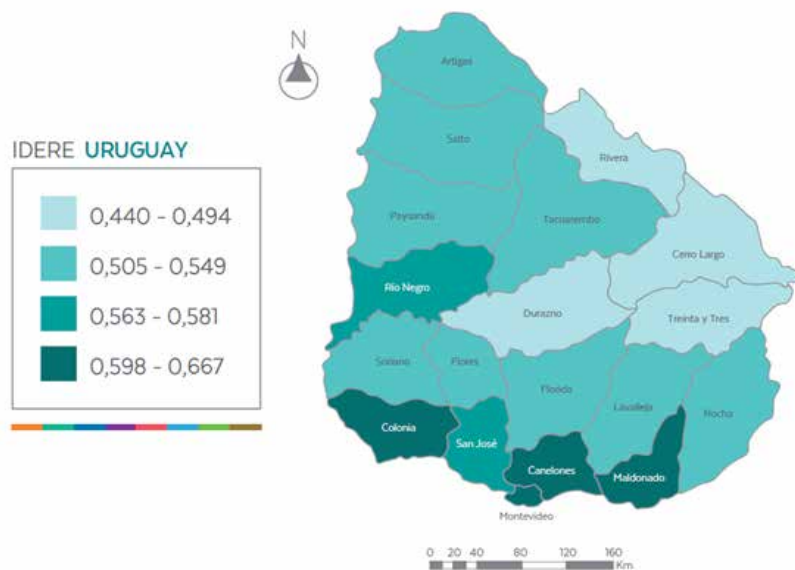 N
IDERE URUGUAY
0,440 - 0,494
0,505 - 0,549
0,563 - 0,581
0,598 - 0,667
Artigas
Salto
Rivera
Paysandú
Tacuarembo
Cerro Largo
Río Negro
Durazno
Treinta y Tres
Soriano
Flores
Florida
Lavalleja
Rocha
Colonia
San José
Canelones
Maldonado
Montevideo
0 20 40 80 120 160
Km